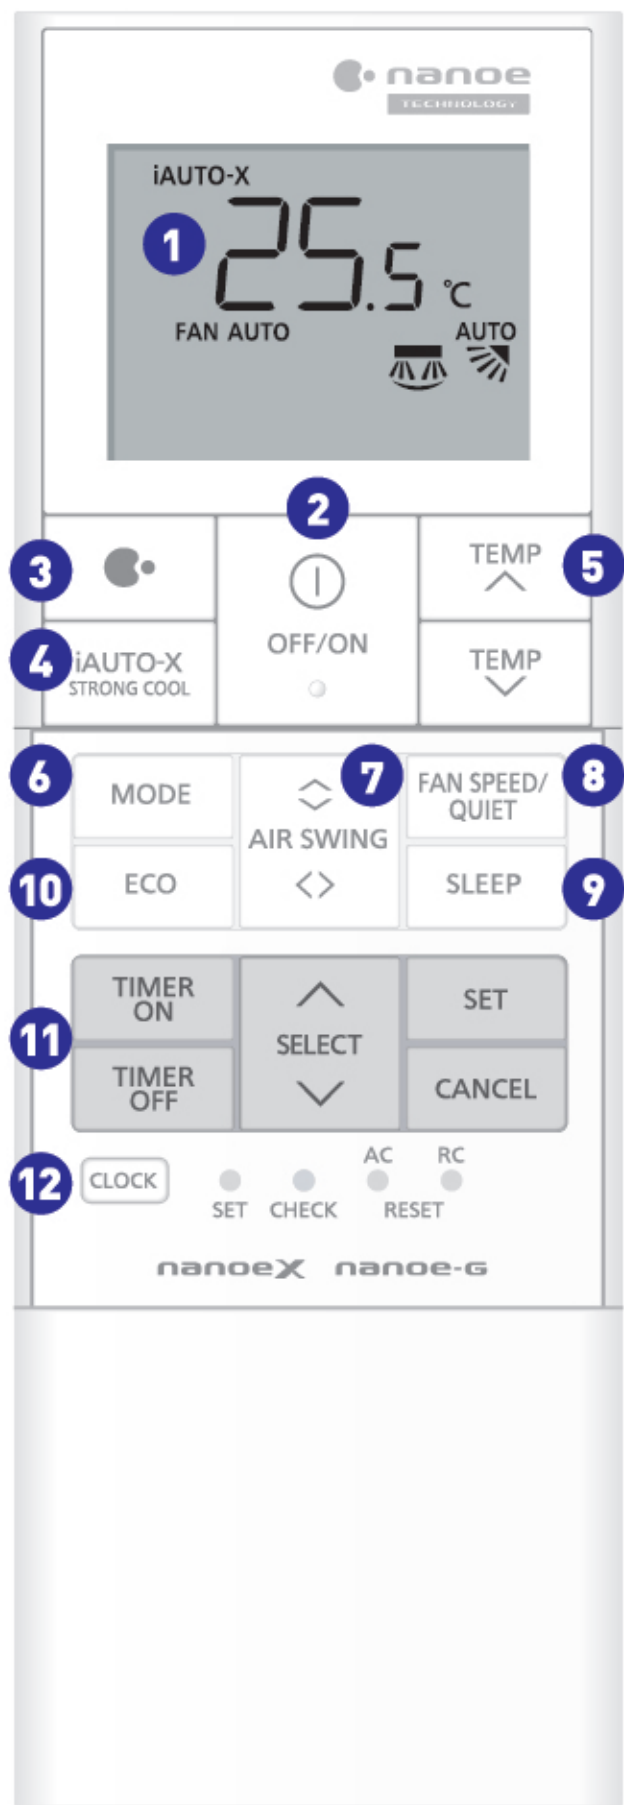 nanoe
TECHNOLOGY
iAUTO-X
1
25.5 °C
FAN AUTO
AUTO
2
3
OFF/ON
TEMP
5
4
iAUTO-X
STRONG COOL
TEMP
6
MODE
7
AIR SWING
FAN SPEED/
QUIET
8
10
ECO
SLEEP
9
11
TIMER
ON
SELECT
SET
TIMER
OFF
CANCEL
12
CLOCK
SET
CHECK
AC
RC
RESET
nanoeX nanoe-G